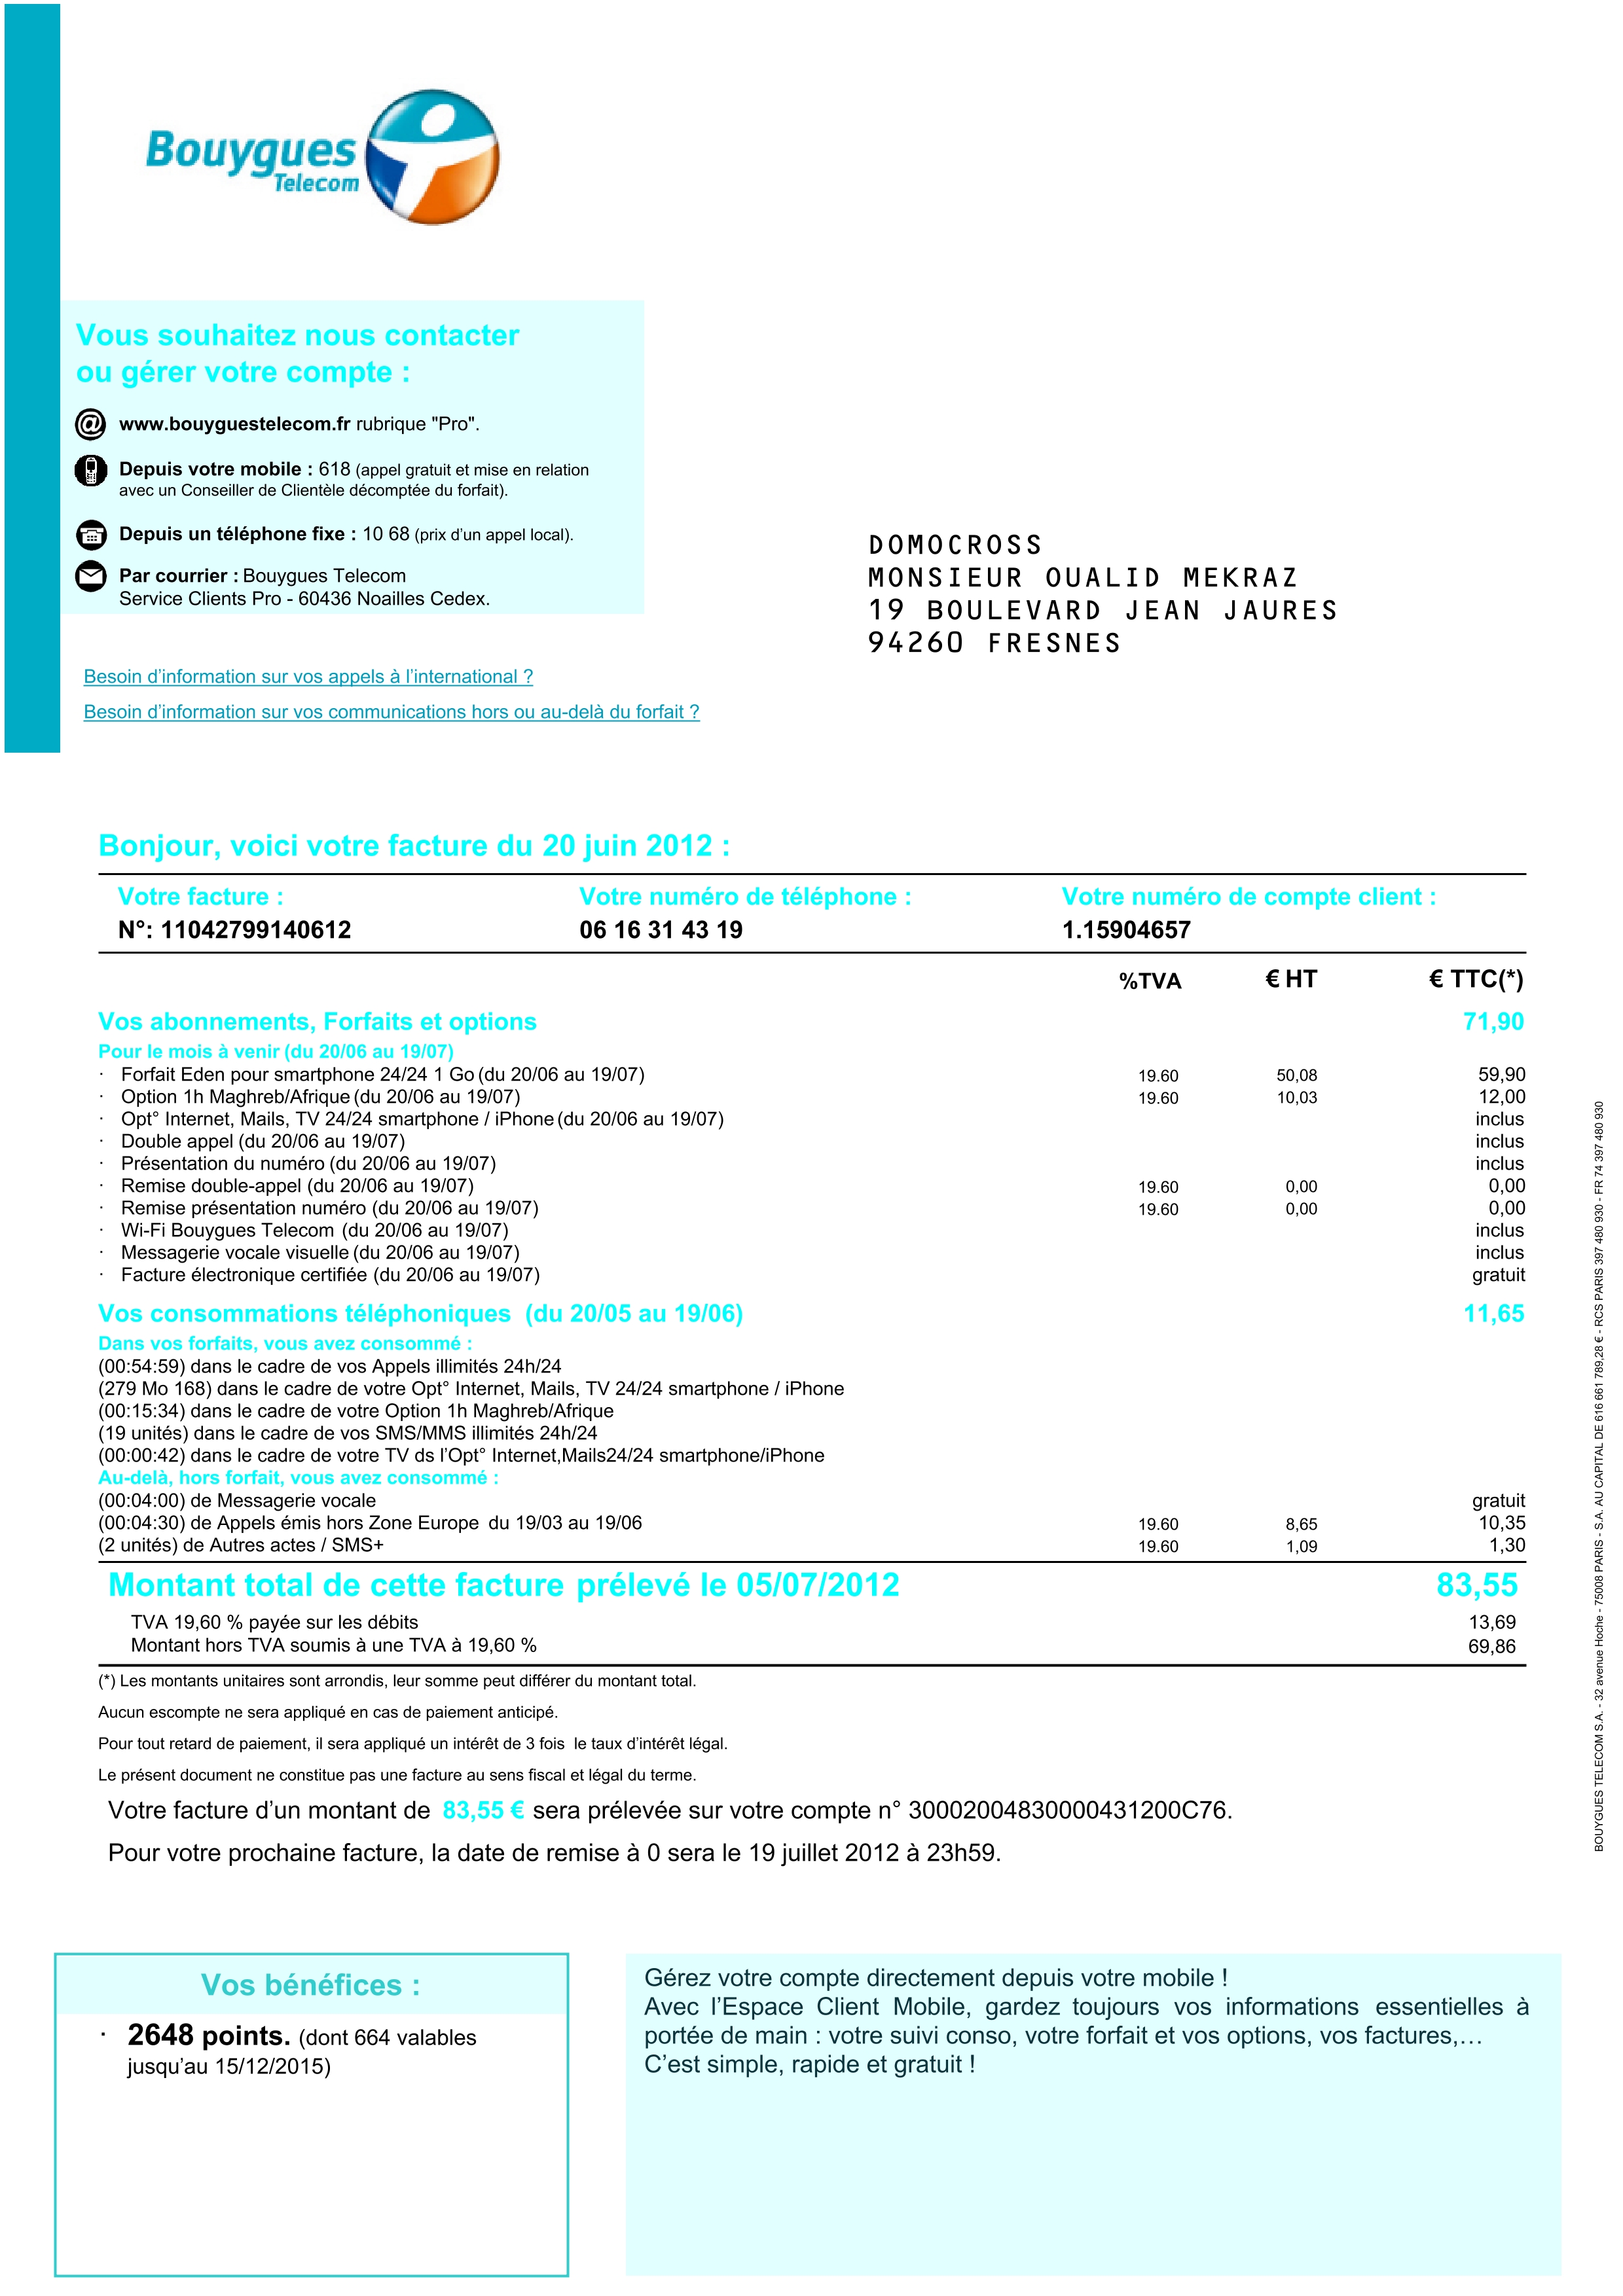 Bouygues
Telecom
Vous souhaitez nous contacter
ou gérer votre compte :
www.bouyguestelecom.fr rubrique "Pro".
Depuis votre mobile : 618 (appel gratuit et mise en relation
avec un Conseiller de Clientèle décomptée du forfait).
Depuis un téléphone fixe : 10 68 (prix d'un appel local).
Par courrier : Bouygues Telecom
Service Clients Pro - 60436 Noailles Cedex.
DOMOCROSS
MONSIEUR OUALID MEKRAZ
19 BOULEVARD JEAN JAURES
94260 FRESNES
Besoin d'information sur vos appels à l'international ?
Besoin d'information sur vos communications hors ou au-delà du forfait ?
Bonjour, voici votre facture du 20 juin 2012 :
Votre facture : Votre numéro de téléphone : Votre numéro de compte client :
N°: 11042799140612 06 16 31 43 19 1.15904657
%TVA € HT € TTC(*)
Vos abonnements, Forfaits et options 71,90
Pour le mois à venir (du 20/06 au 19/07)
· Forfait Eden pour smartphone 24/24 1 Go (du 20/06 au 19/07) 19.60 50,08 59,90
· Option 1h Maghreb/Afrique (du 20/06 au 19/07) 19.60 10,03 12,00
· Opt° Internet, Mails, TV 24/24 smartphone / iPhone (du 20/06 au 19/07) inclus
· Double appel (du 20/06 au 19/07) inclus
· Présentation du numéro (du 20/06 au 19/07) inclus
· Remise double-appel (du 20/06 au 19/07) 19.60 0,00 0,00
· Remise présentation numéro (du 20/06 au 19/07) 19.60 0,00 0,00
· Wi-Fi Bouygues Telecom (du 20/06 au 19/07) inclus
· Messagerie vocale visuelle (du 20/06 au 19/07) inclus
· Facture électronique certifiée (du 20/06 au 19/07) gratuit
Vos consommations téléphoniques (du 20/05 au 19/06) 11,65
Dans vos forfaits, vous avez consommé :
(00:54:59) dans le cadre de vos Appels illimités 24h/24
(279 Mo 168) dans le cadre de votre Opt° Internet, Mails, TV 24/24 smartphone / iPhone
(00:15:34) dans le cadre de votre Option 1h Maghreb/Afrique
(19 unités) dans le cadre de vos SMS/MMS illimités 24h/24
(00:00:42) dans le cadre de votre TV ds l'Opt° Internet,Mails24/24 smartphone/iPhone
Au-delà, hors forfait, vous avez consommé :
(00:04:00) de Messagerie vocale gratuit
(00:04:30) de Appels émis hors Zone Europe du 19/03 au 19/06 19.60 8,65 10,35
(2 unités) de Autres actes / SMS+ 19.60 1,09 1,30
Montant total de cette facture prélevé le 05/07/2012 83,55
TVA 19,60 % payée sur les débits 13,69
Montant hors TVA soumis à une TVA à 19,60 % 69,86
(*) Les montants unitaires sont arrondis, leur somme peut différer du montant total.
Aucun escompte ne sera appliqué en cas de paiement anticipé.
Pour tout retard de paiement, il sera appliqué un intérêt de 3 fois le taux d'intérêt légal.
Le présent document ne constitue pas une facture au sens fiscal et légal du terme.
Votre facture d'un montant de 83,55 € sera prélevée sur votre compte n° 30002004830000431200C76.
Pour votre prochaine facture, la date de remise à 0 sera le 19 juillet 2012 à 23h59.
BOUYGUES TELECOM S.A. - 32 avenue Hoche - 75008 PARIS - S.A. AU CAPITAL DE 616 661 789,28 € - RCS PARIS 397 480 930 - FR 74 397 480 930
Vos bénéfices :
· 2648 points. (dont 664 valables
jusqu'au 15/12/2015)
Gérez votre compte directement depuis votre mobile !
Avec l'Espace Client Mobile, gardez toujours vos informations essentielles à
portée de main : votre suivi conso, votre forfait et vos options, vos factures,…
C'est simple, rapide et gratuit !